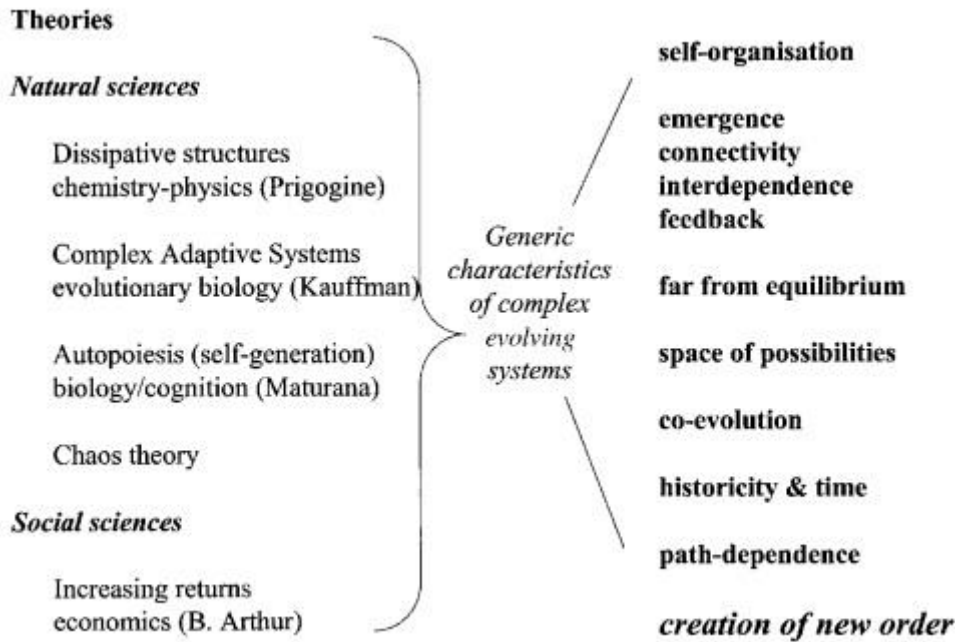 Theories
Natural sciences
Dissipative structures
chemistry-physics (Prigogine)
Complex Adaptive Systems
evolutionary biology (Kauffman)
Autopoiesis (self-generation)
biology/cognition (Maturana)
Chaos theory
Social sciences
Increasing returns
economics (B. Arthur)
Generic
characteristics
of complex
evolving
systems
self-organisation
emergence
connectivity
interdependence
feedback
far from equilibrium
space of possibilities
co-evolution
historicity & time
path-dependence
creation of new order